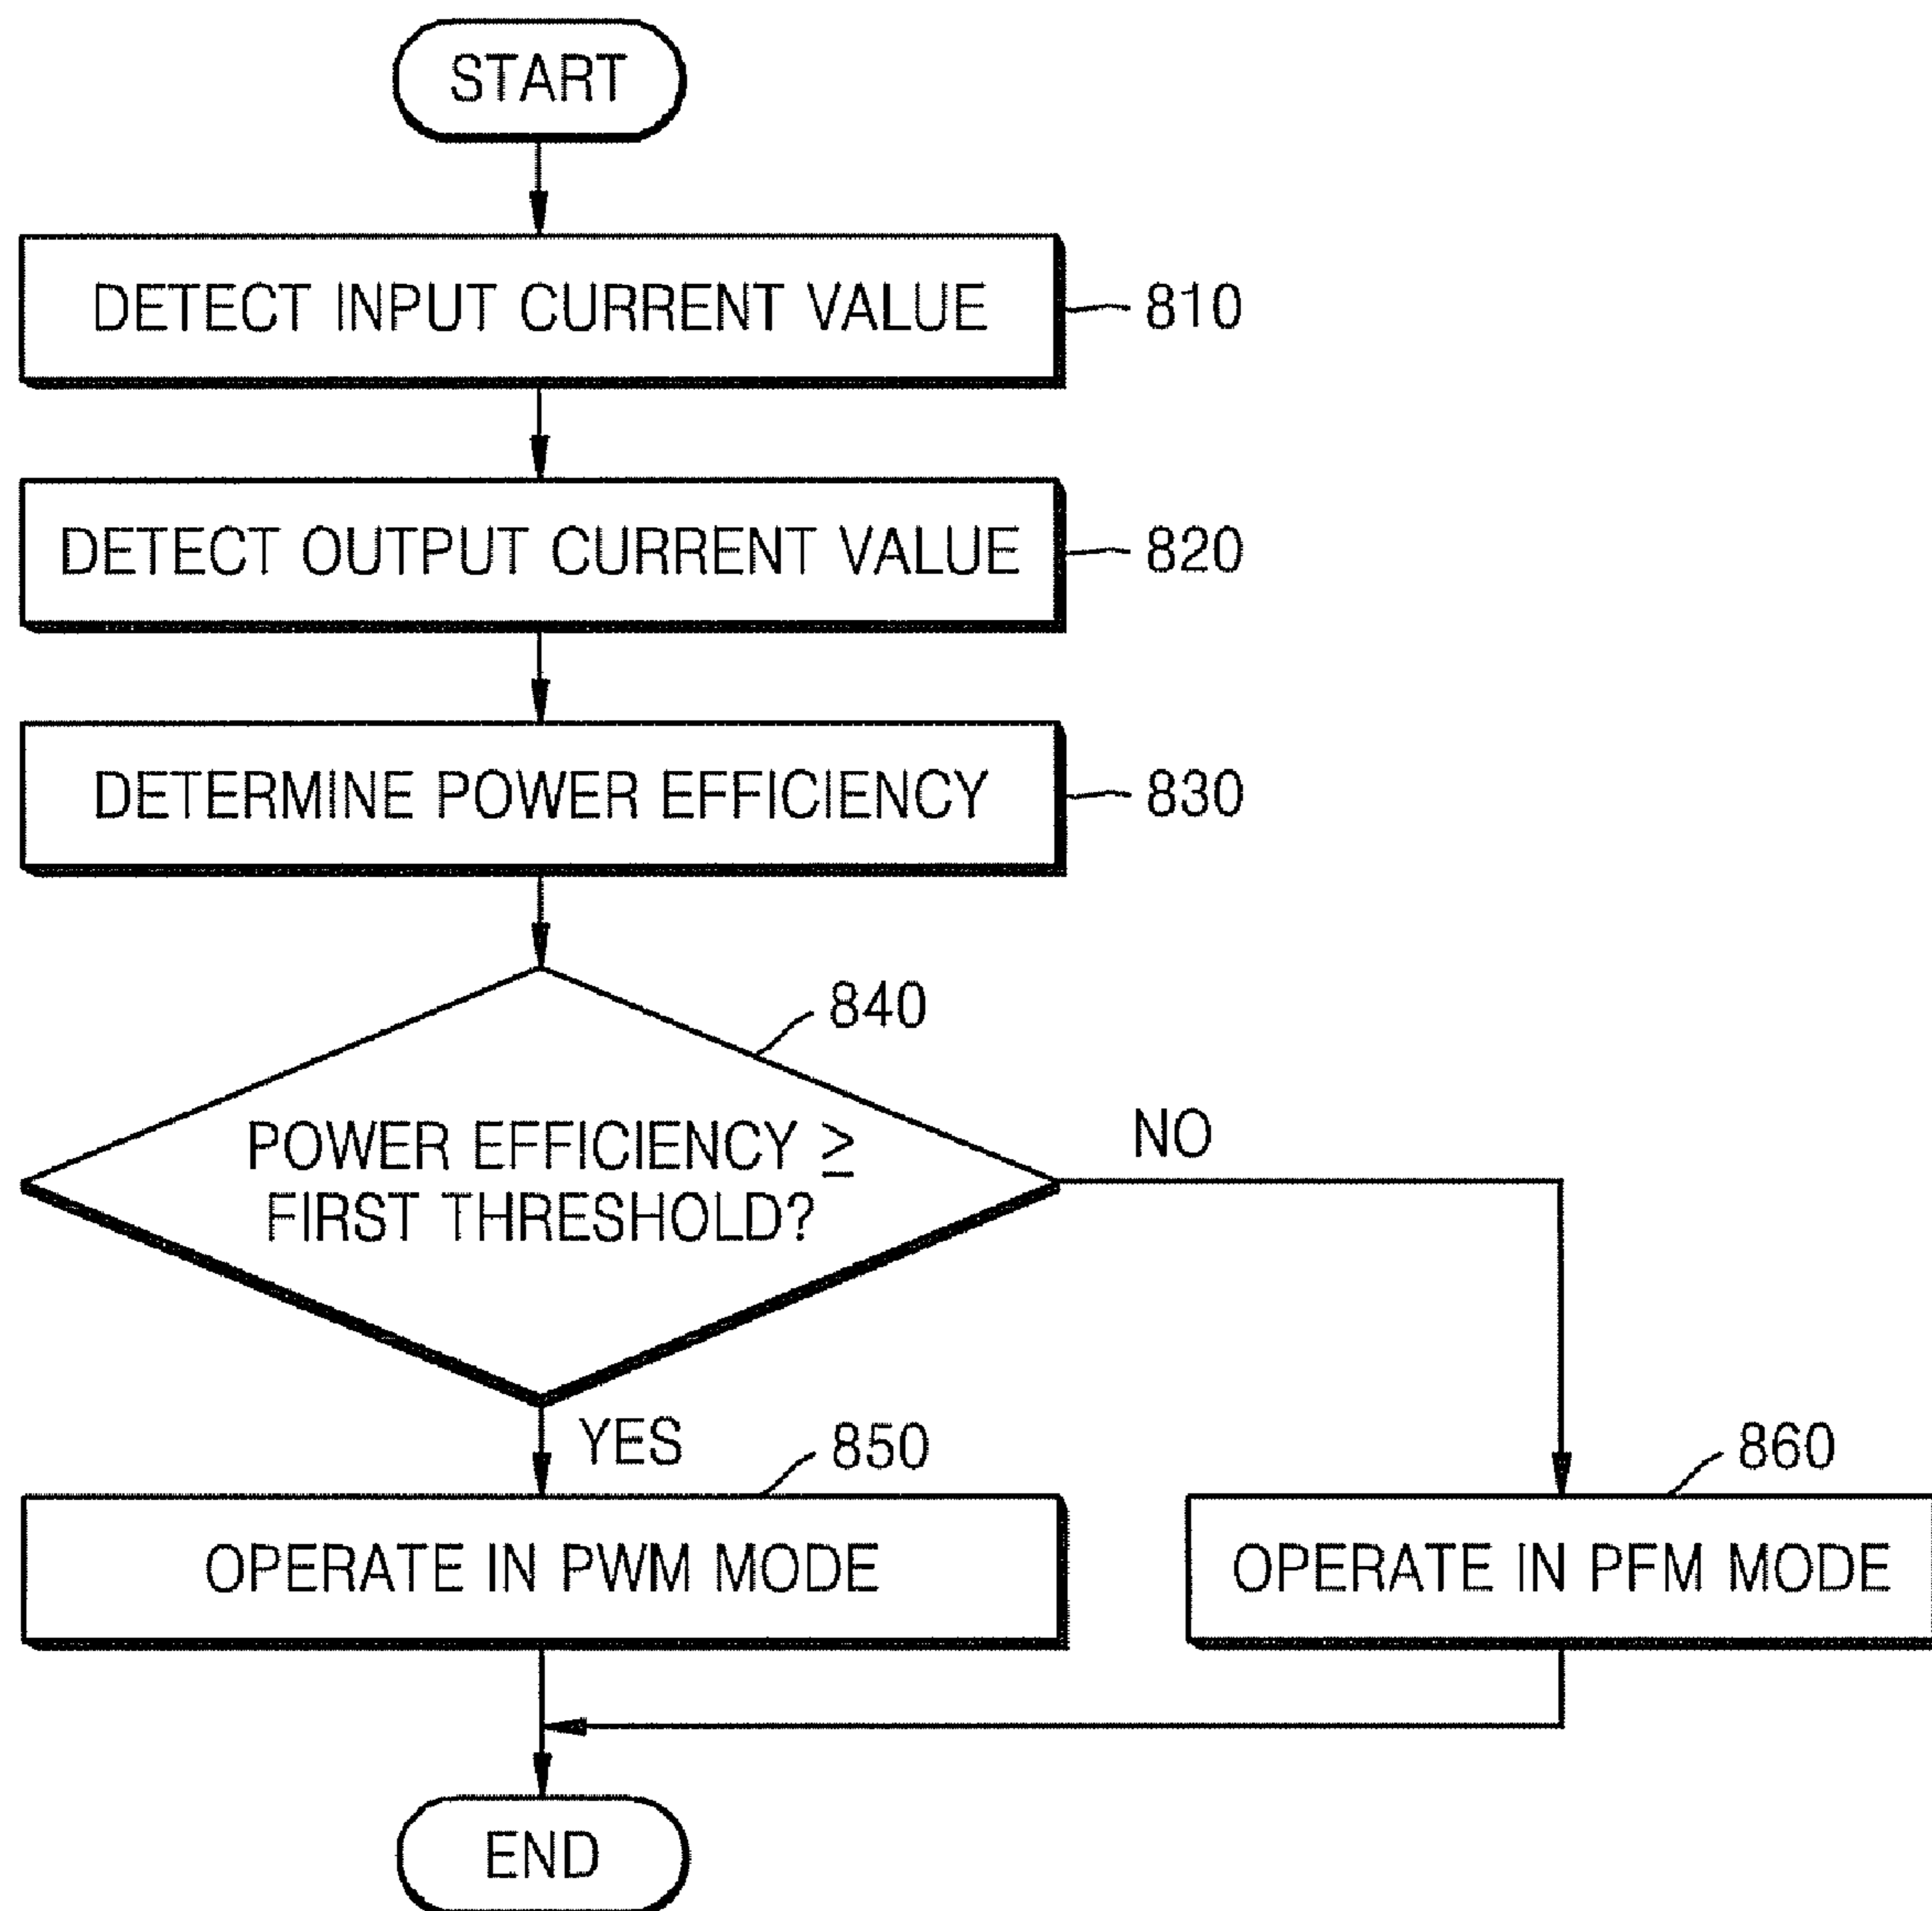 START
DETECT INPUT CURRENT VALUE
810
DETECT OUTPUT CURRENT VALUE
820
DETERMINE POWER EFFICIENCY
830
840
POWER EFFICIENCY ≥
FIRST THRESHOLD?
NO
YES
850
860
OPERATE IN PWM MODE
OPERATE IN PFM MODE
END